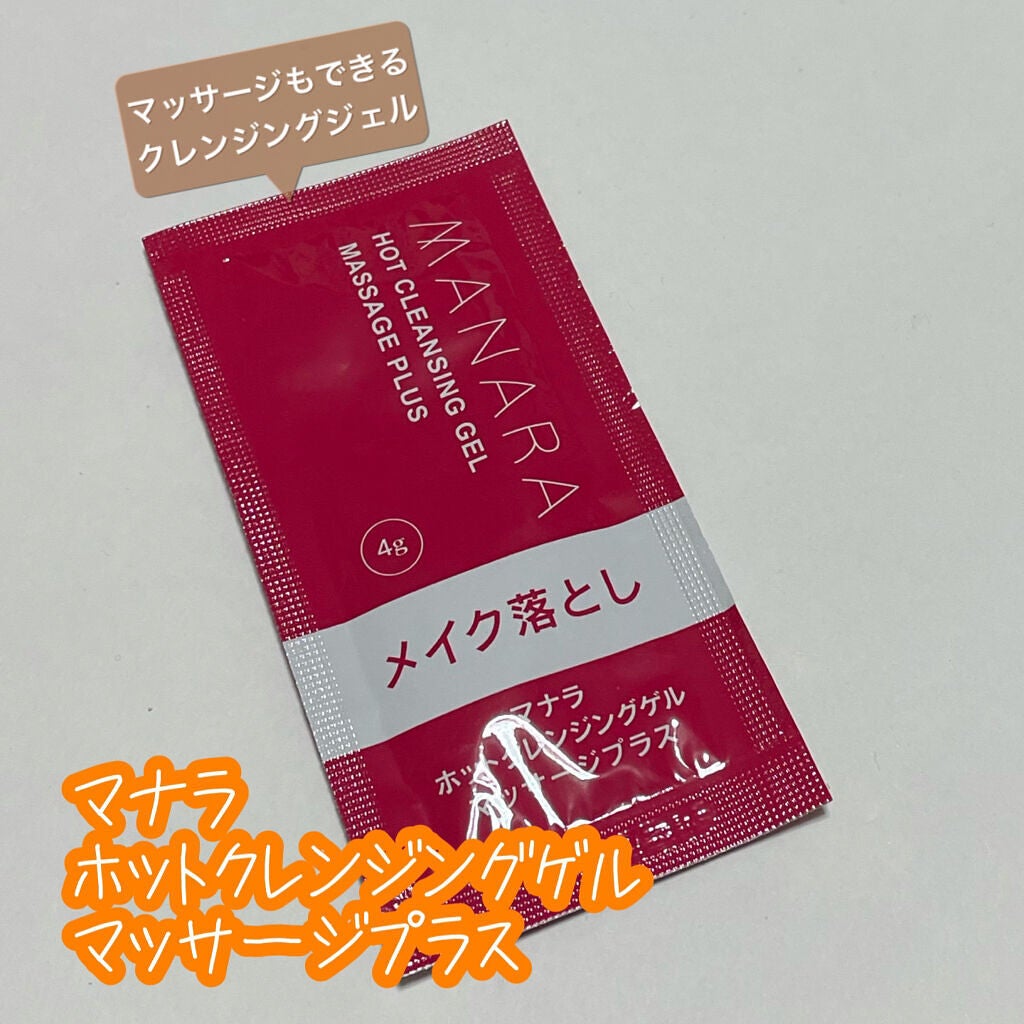 マッサージもできる
クレンジングジェル
MANARA
HOT CLEANSING GEL
MASSAGE PLUS
4g
メイク落とし
マナラ
ホットクレンジングゲル
マッサージプラス
マナラ
ホットクレンジングゲル
マッサージプラス